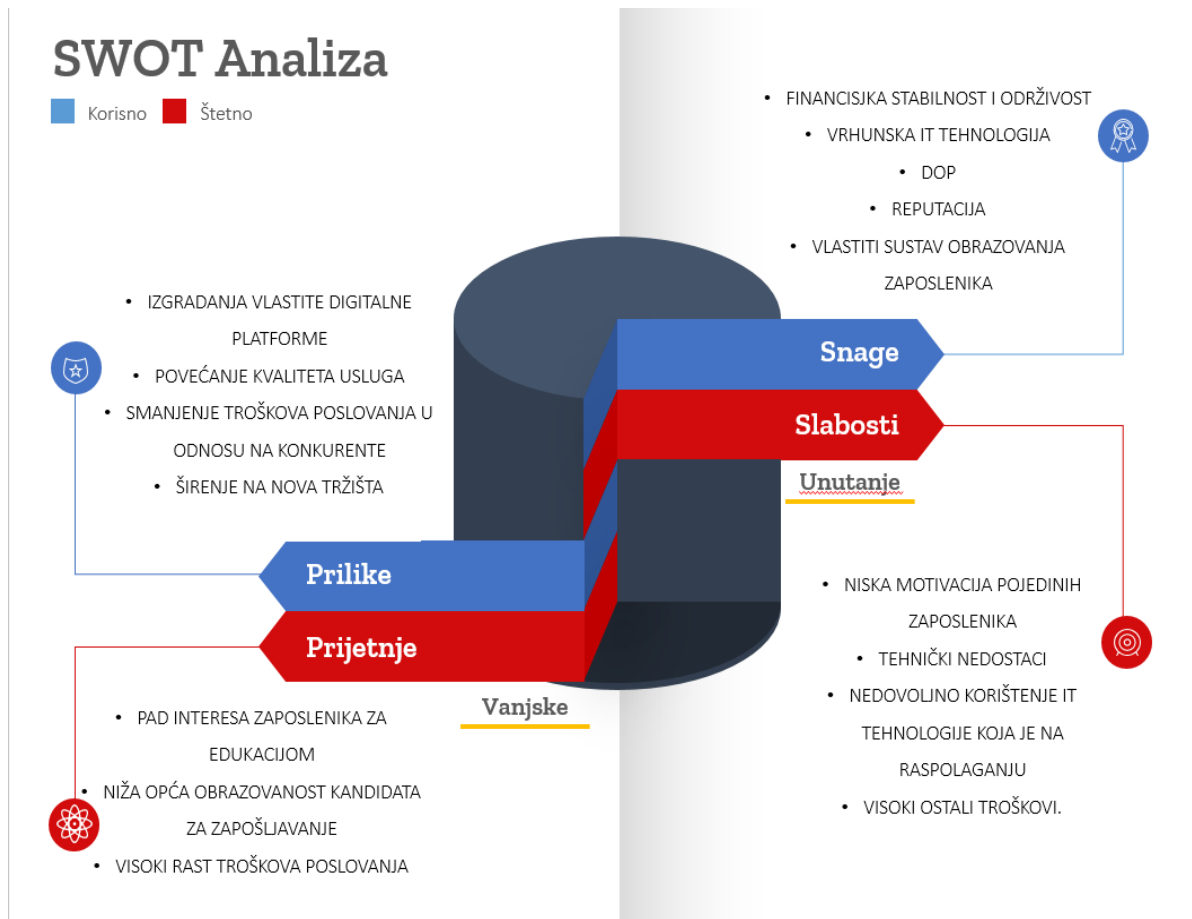 SWOT Analiza
Korisno
Štetno
• FINANCISJKA STABILNOST I ODRŽIVOST
• VRHUNSKA IT TEHNOLOGIJA
• DOP
• REPUTACIJA
• VLASTITI SUSTAV OBRAZOVANJA
ZAPOSLENIKA
• IZGRADANJA VLASTITE DIGITALNE
PLATFORME
• POVEĆANJE KVALITETA USLUGA
• SMANJENJE TROŠKOVA POSLOVANJA U
ODNOSU NA KONKURENTE
• ŠIRENJE NA NOVA TRŽIŠTA
Snage
Slabosti
Unutanje
Prilike
Prijetnje
Vanjske
• NISKA MOTIVACIJA POJEDINIH
ZAPOSLENIKA
• TEHNIČKI NEDOSTACI
• NEDOVOLJNO KORIŠTENJE IT
TEHNOLOGIJE KOJA JE NA
RASPOLAGANJU
• VISOKI OSTALI TROŠKOVI.
• PAD INTERESA ZAPOSLENIKA ZA
EDUKACIJOM
• NIŽA OPĆA OBRAZOVANOST KANDIDATA
ZA ZAPOŠLJAVANJE
• VISOKI RAST TROŠKOVA POSLOVANJA